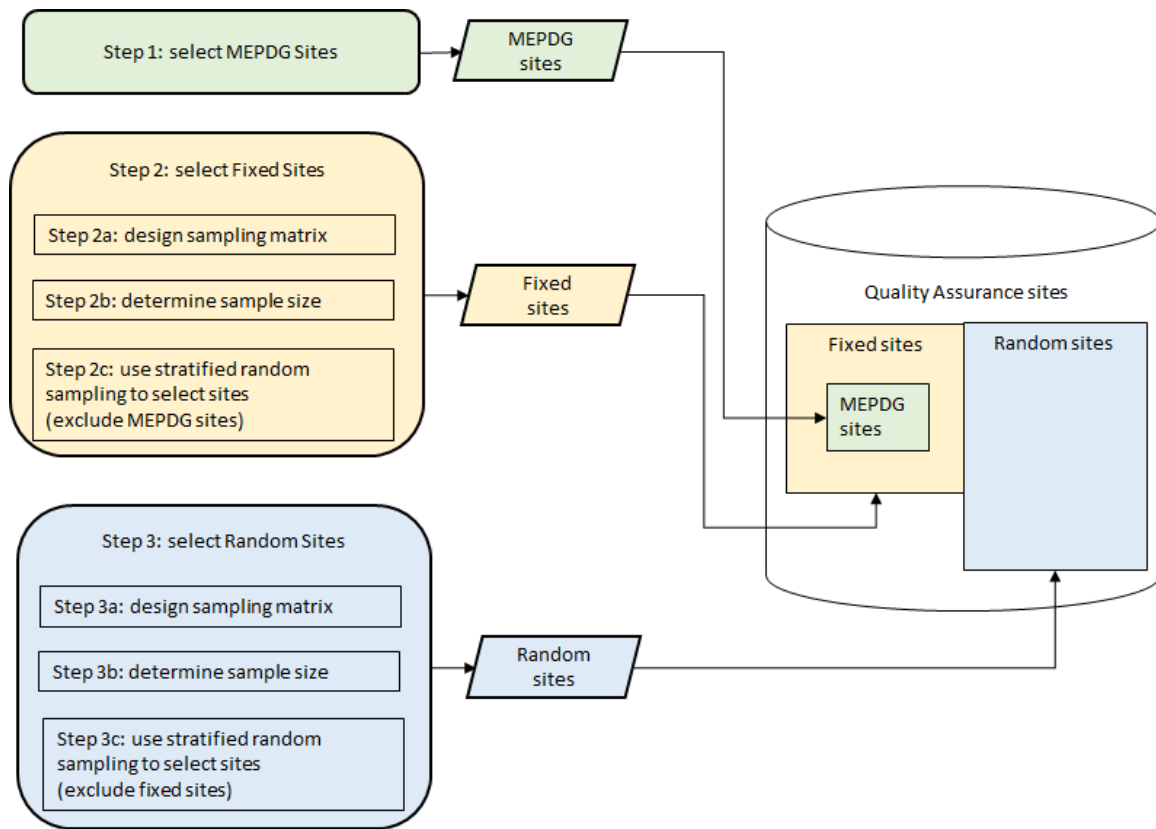 Step 1: select MEPDG Sites
MEPDG
sites
Step 2: select Fixed Sites
Step 2a: design sampling matrix
Step 2b: determine sample size
Step 2c: use stratified random
sampling to select sites
(exclude MEPDG sites)
Fixed
sites
Step 3: select Random Sites
Step 3a: design sampling matrix
Step 3b: determine sample size
Step 3c: use stratified random
sampling to select sites
(exclude fixed sites)
Random
sites
Quality Assurance sites
Fixed sites
MEPDG
sites
Random sites